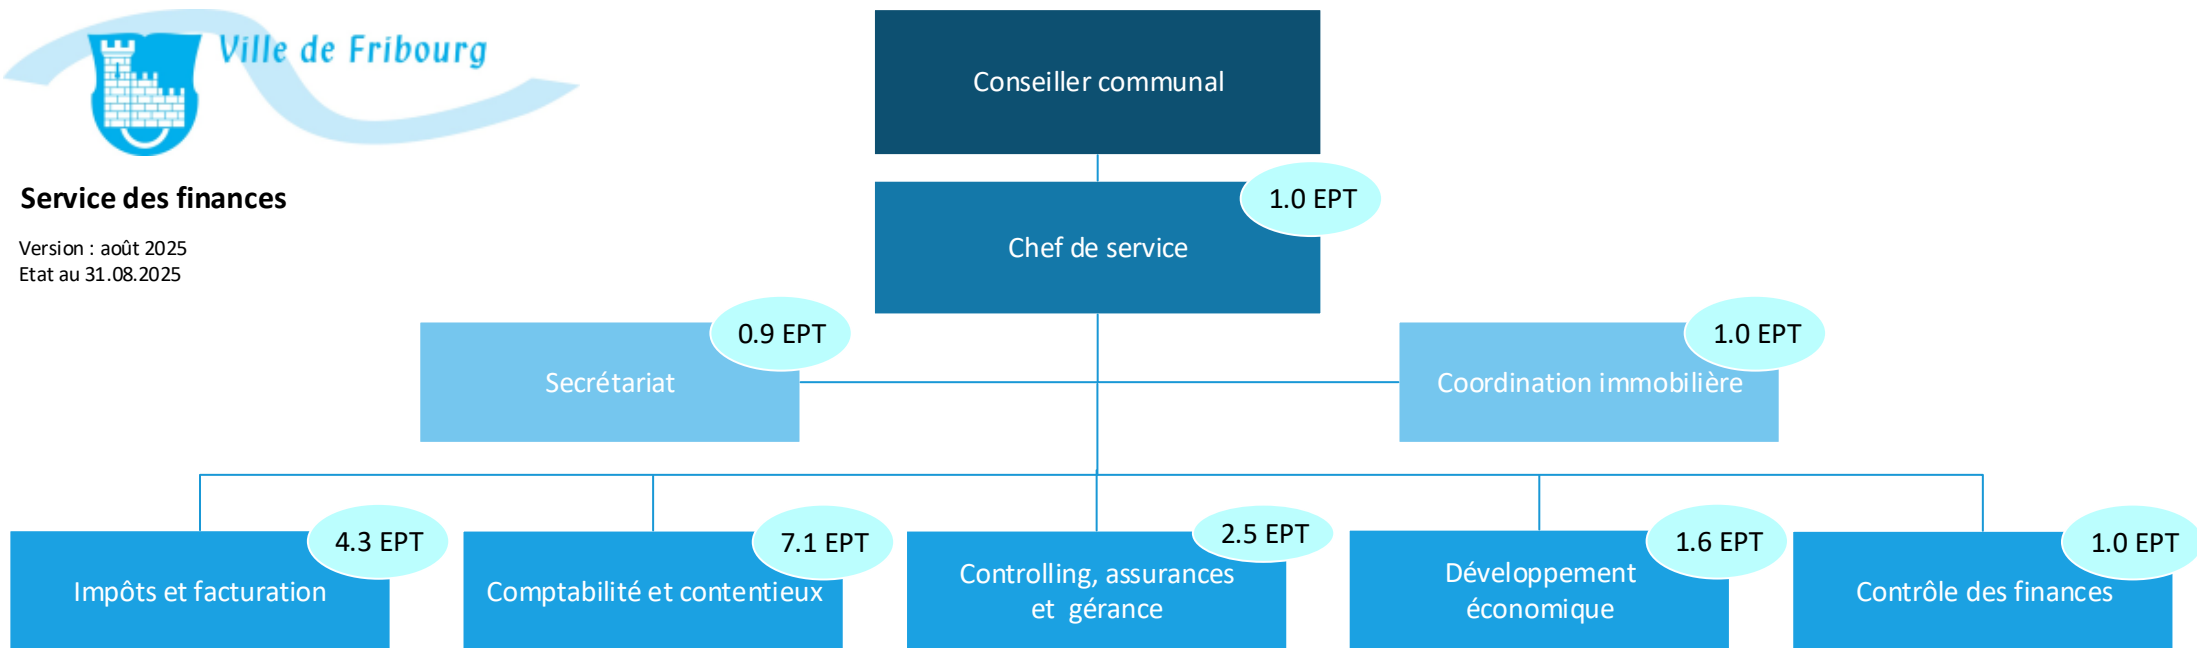 Ville de Fribourg
Service des finances
Version : août 2025
Etat au 31.08.2025
Conseiller communal
1.0 EPT
Chef de service
0.9 EPT
Secrétariat
1.0 EPT
Coordination immobilière
4.3 EPT
Impôts et facturation
7.1 EPT
Comptabilité et contentieux
2.5 EPT
Controlling, assurances
et gérance
1.6 EPT
Développement
économique
1.0 EPT
Contrôle des finances